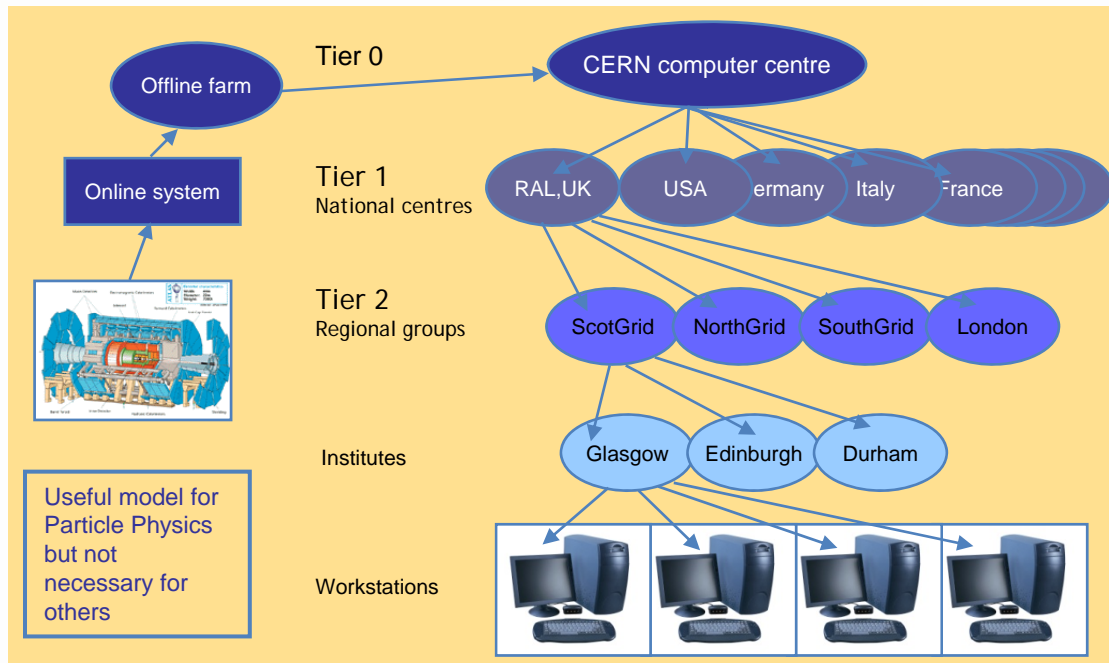 Tier 0
CERN computer centre
Offline farm
Online system
Tier 1
National centres
RAL,UK
USA
ermany
Italy
France
Tier 2
Regional groups
ScotGrid
NorthGrid
SouthGrid
London
Institutes
Glasgow
Edinburgh
Durham
Workstations
ATLAS
Useful model for
Particle Physics
but not
necessary for
others